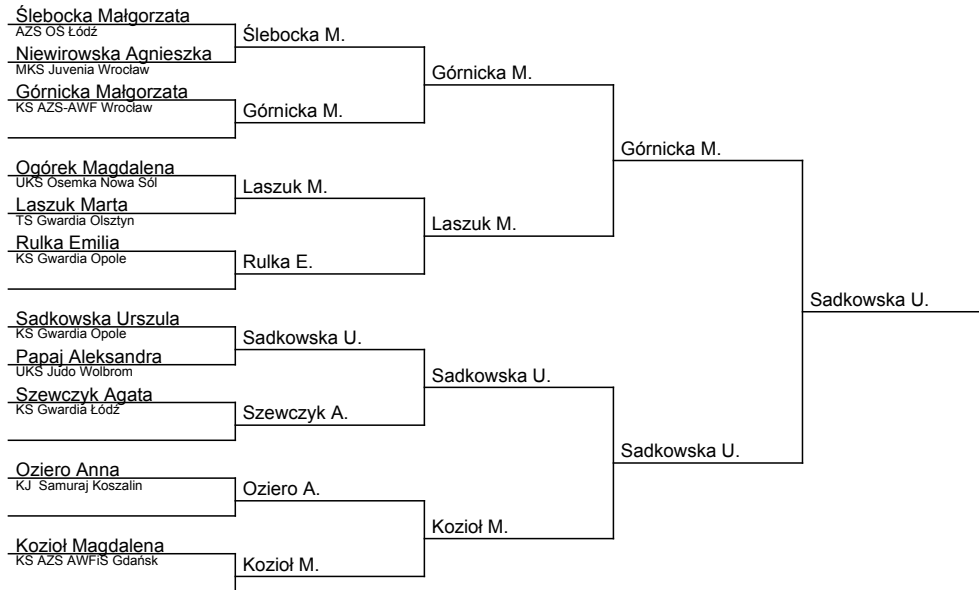 Ślebocka Małgorzata
AZS OŚ Łódź
Ślebocka M.
Niewirowska Agnieszka
MKS Juvenia Wrocław
Górnicka M.
Górnicka Małgorzata
KS AZS-AWF Wrocław
Górnicka M.
Górnicka M.
Ogórek Magdalena
UKS Osemka Nowa Sól
Laszuk M.
Laszuk Marta
TS Gwardia Olsztyn
Laszuk M.
Rulka Emilia
KS Gwardia Opole
Rulka E.
Sadkowska U.
Sadkowska Urszula
KS Gwardia Opole
Sadkowska U.
Papaj Aleksandra
UKS Judo Wolbrom
Sadkowska U.
Szewczyk Agata
KS Gwardia Łódź
Szewczyk A.
Sadkowska U.
Oziero Anna
KJ  Samuraj Koszalin
Oziero A.
Kozioł M.
Kozioł Magdalena
KS AZS AWFiS Gdańsk
Kozioł M.